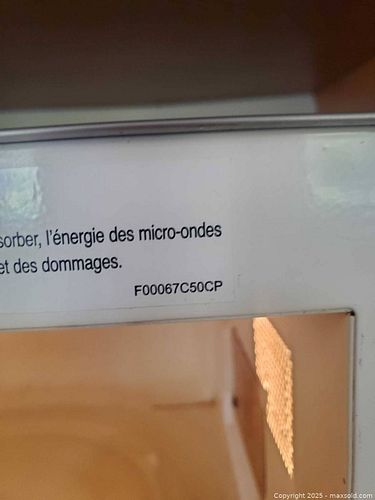 sorber, l'énergie des micro-ondes
et des dommages.
F00067C50CP
Copyright 2025 - maxsold.com